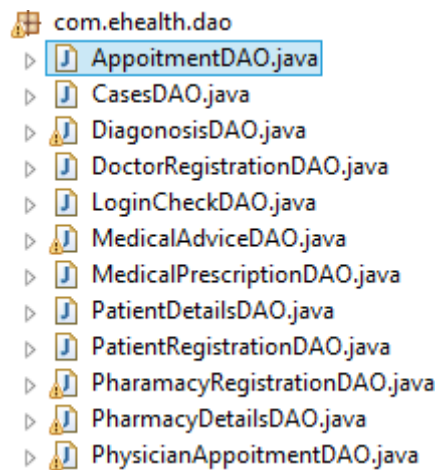 com.ehealth.dao
AppoitmentDAO.java
CasesDAO.java
DiagonosisDAO.java
DoctorRegistrationDAO.java
LoginCheckDAO.java
MedicalAdviceDAO.java
MedicalPrescriptionDAO.java
PatientDetailsDAO.java
PatientRegistrationDAO.java
PharamacyRegistrationDAO.java
PharmacyDetailsDAO.java
PhysicianAppoitmentDAO.java